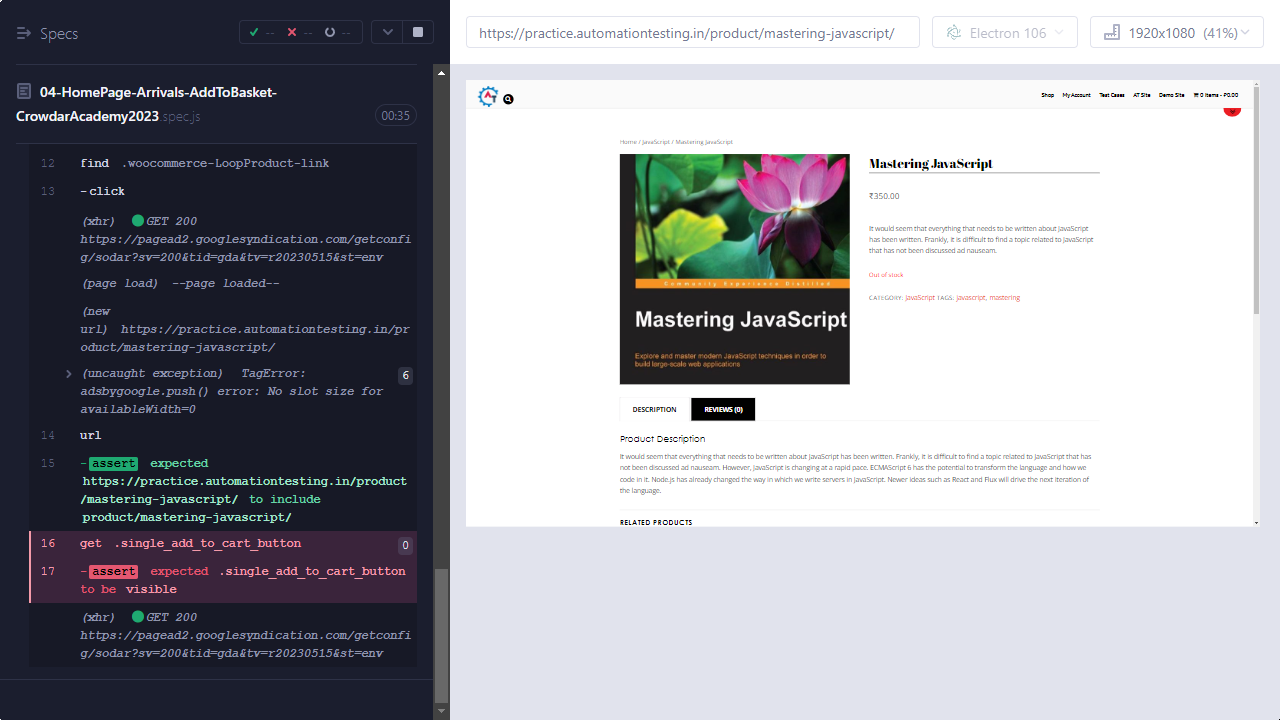 Specs
-- -- --
04-HomePage-Arrivals-AddToBasket-
CrowdarAcademy2023.spec.js
00:35
12 find .woocommerce-LoopProduct-link
13 -click
(xhr) GET 200
https://pagead2.googlesyndication.com/getconfi
g/sodar?sv=200&tid=gda&tv=r20230515&st=env
(page load) --page loaded--
(new
url) https://practice.automationtesting.in/pr
oduct/mastering-javascript/
(uncaught exception) TagError:
adsbygoogle.push() error: No slot size for
availableWidth=0
6
14 url
15 -assert expected
https://practice.automationtesting.in/product
/mastering-javascript/ to include
product/mastering-javascript/
16 get .single_add_to_cart_button 0
17 -assert expected .single_add_to_cart_button
to be visible
(xhr) GET 200
https://pagead2.googlesyndication.com/getconfi
g/sodar?sv=200&tid=gda&tv=r20230515&st=env
https://practice.automationtesting.in/product/mastering-javascript/
Electron 106
1920x1080 (41%)
AT
Shop My Account Test Cases AT Site Demo Site 0 Items - ₹0.00
Home / JavaScript / Mastering JavaScript
Community Experience Distilled
Mastering JavaScript
Explore and master modern JavaScript techniques in order to
build large-scale web applications
Mastering JavaScript
₹350.00
It would seem that everything that needs to be written about JavaScript
has been written. Frankly, it is difficult to find a topic related to JavaScript
that has not been discussed ad nauseam.
Out of stock
CATEGORY: JavaScript TAGS: javascript, mastering
DESCRIPTION
REVIEWS (0)
Product Description
It would seem that everything that needs to be written about JavaScript has been written. Frankly, it is difficult to find a topic related to JavaScript that has
not been discussed ad nauseam. However, JavaScript is changing at a rapid pace. ECMAScript 6 has the potential to transform the language and how we
code in it. Node.js has already changed the way in which we write servers in JavaScript. Newer ideas such as React and Flux will drive the next iteration of
the language.
RELATED PRODUCTS